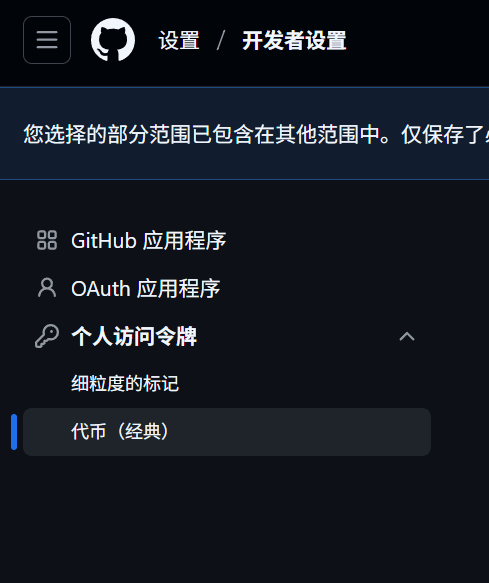 设置 / 开发者设置
您选择的部分范围已包含在其他范围中。仅保存了
GitHub 应用程序
OAuth 应用程序
个人访问令牌
细粒度的标记
代币（经典）